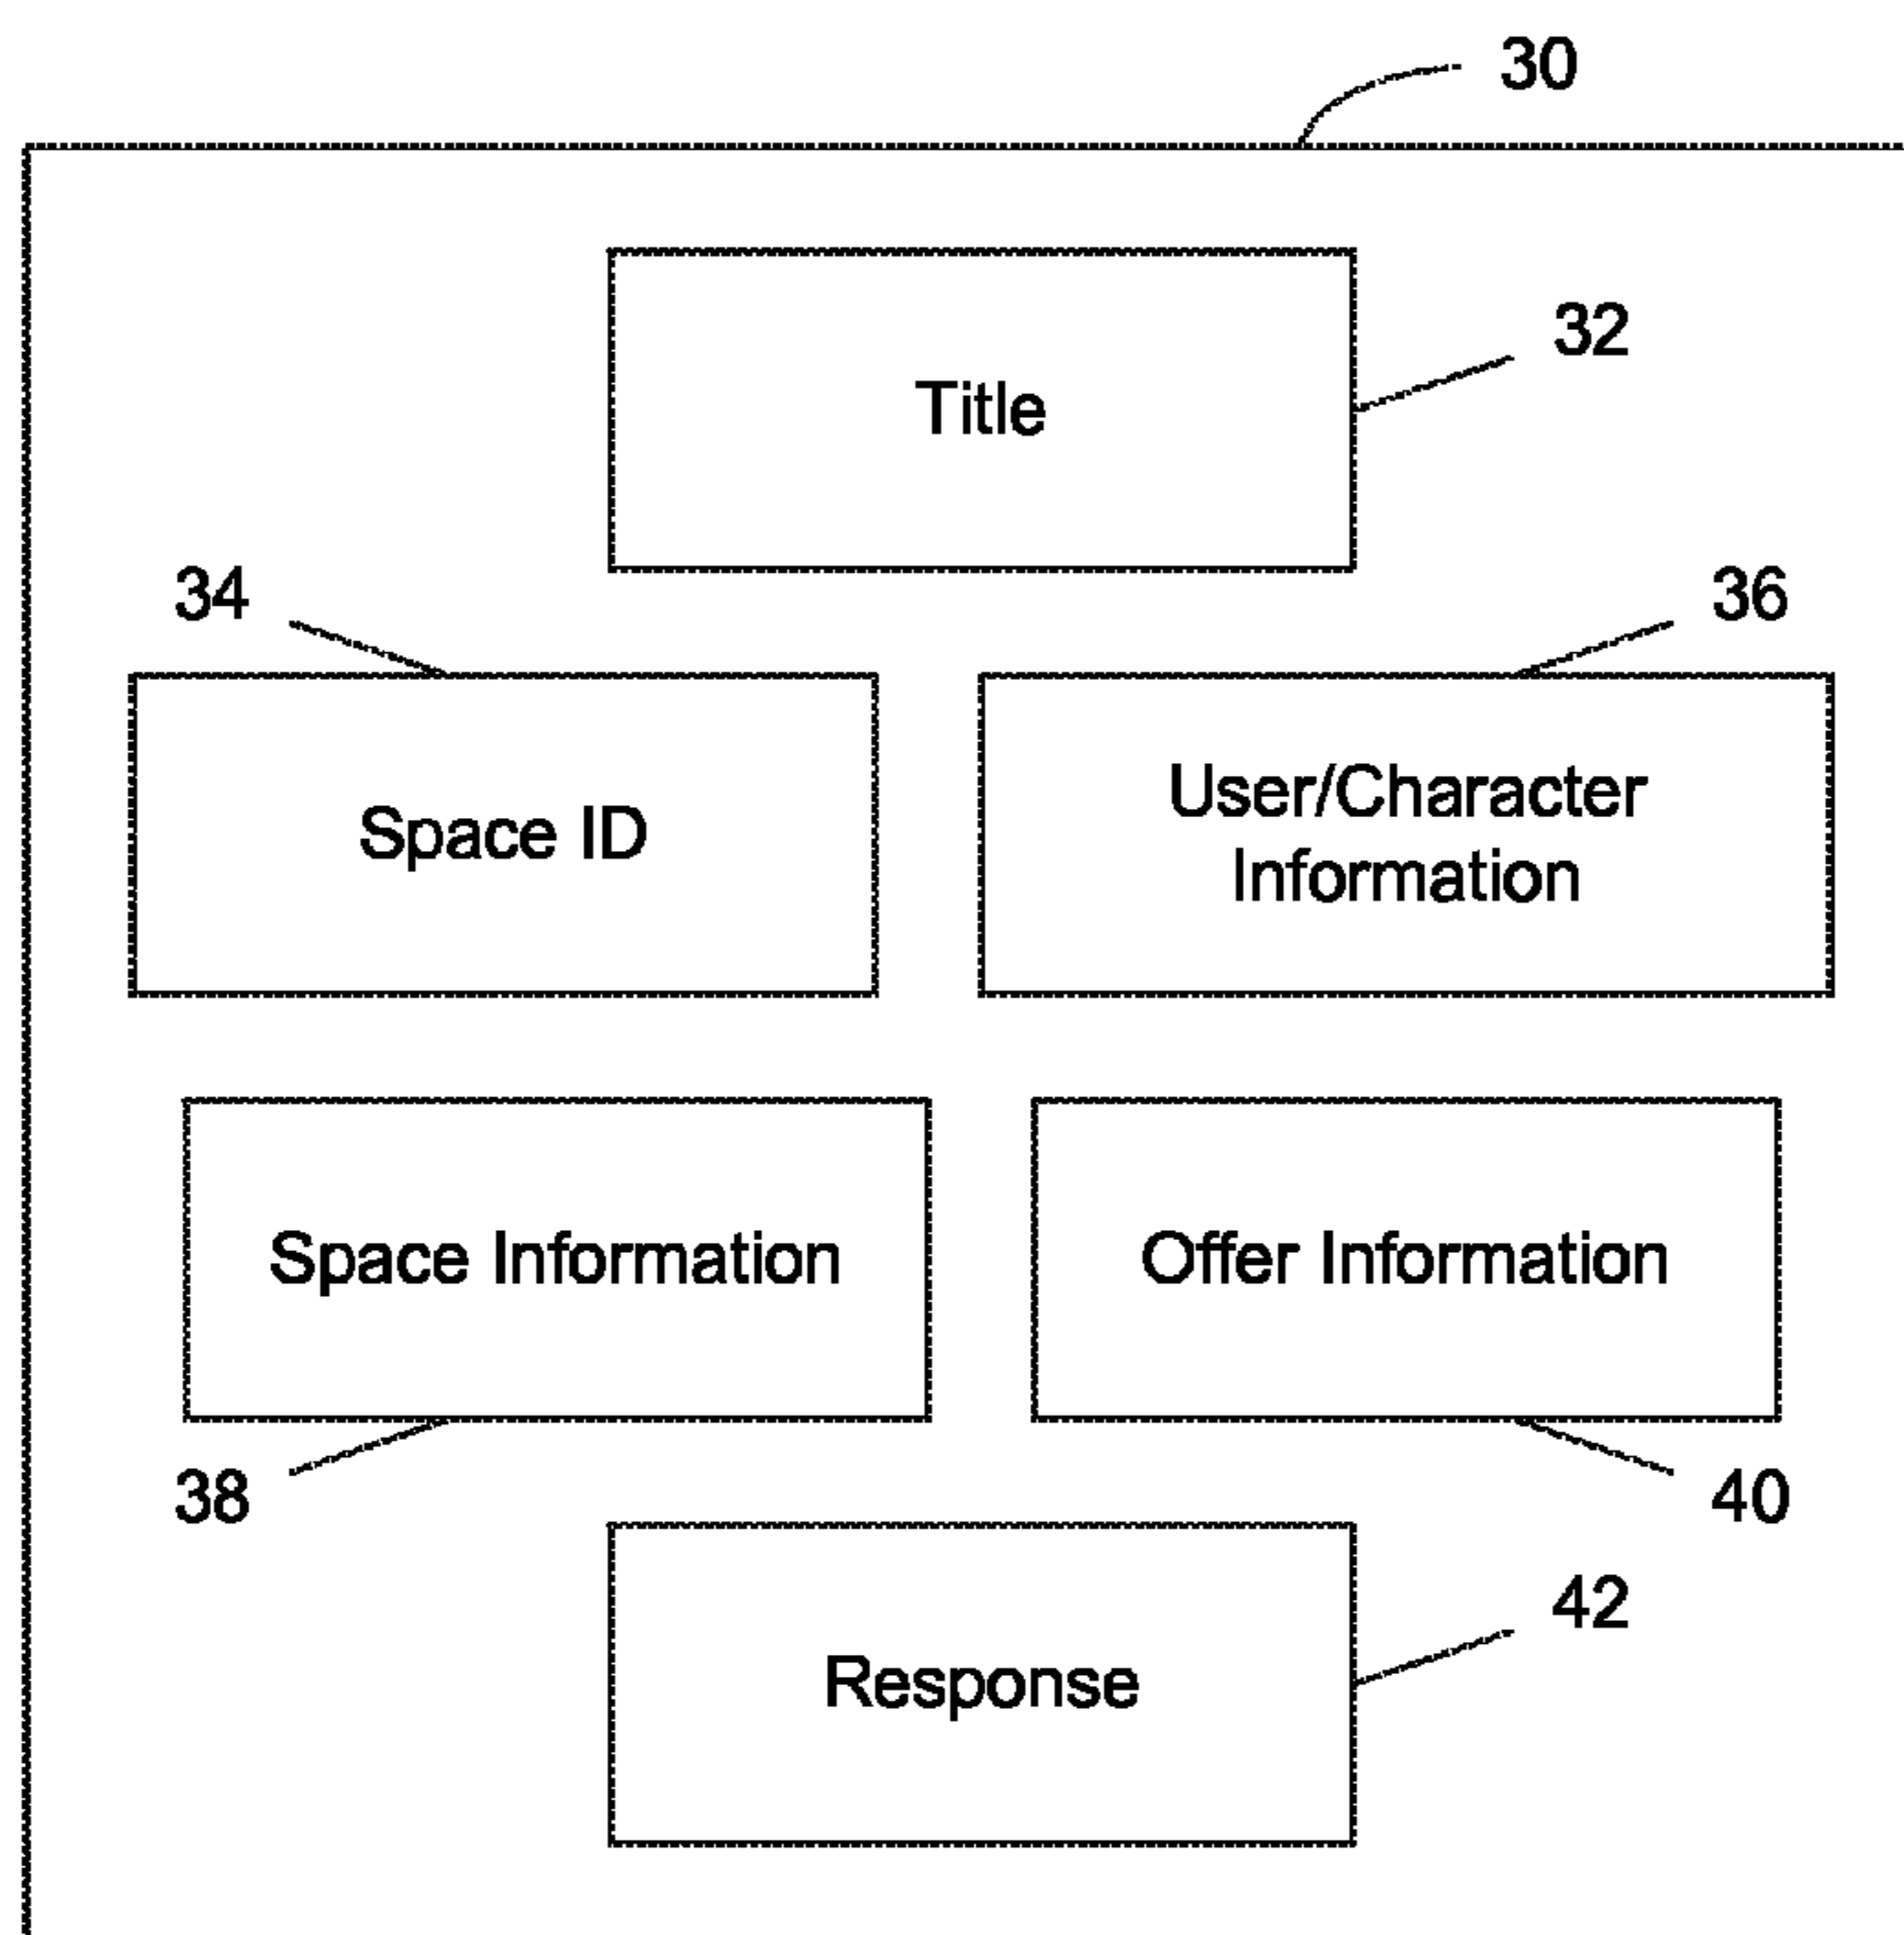 30
Title
32
34
36
Space ID
User/Character
Information
Space Information
Offer Information
38
40
Response
42